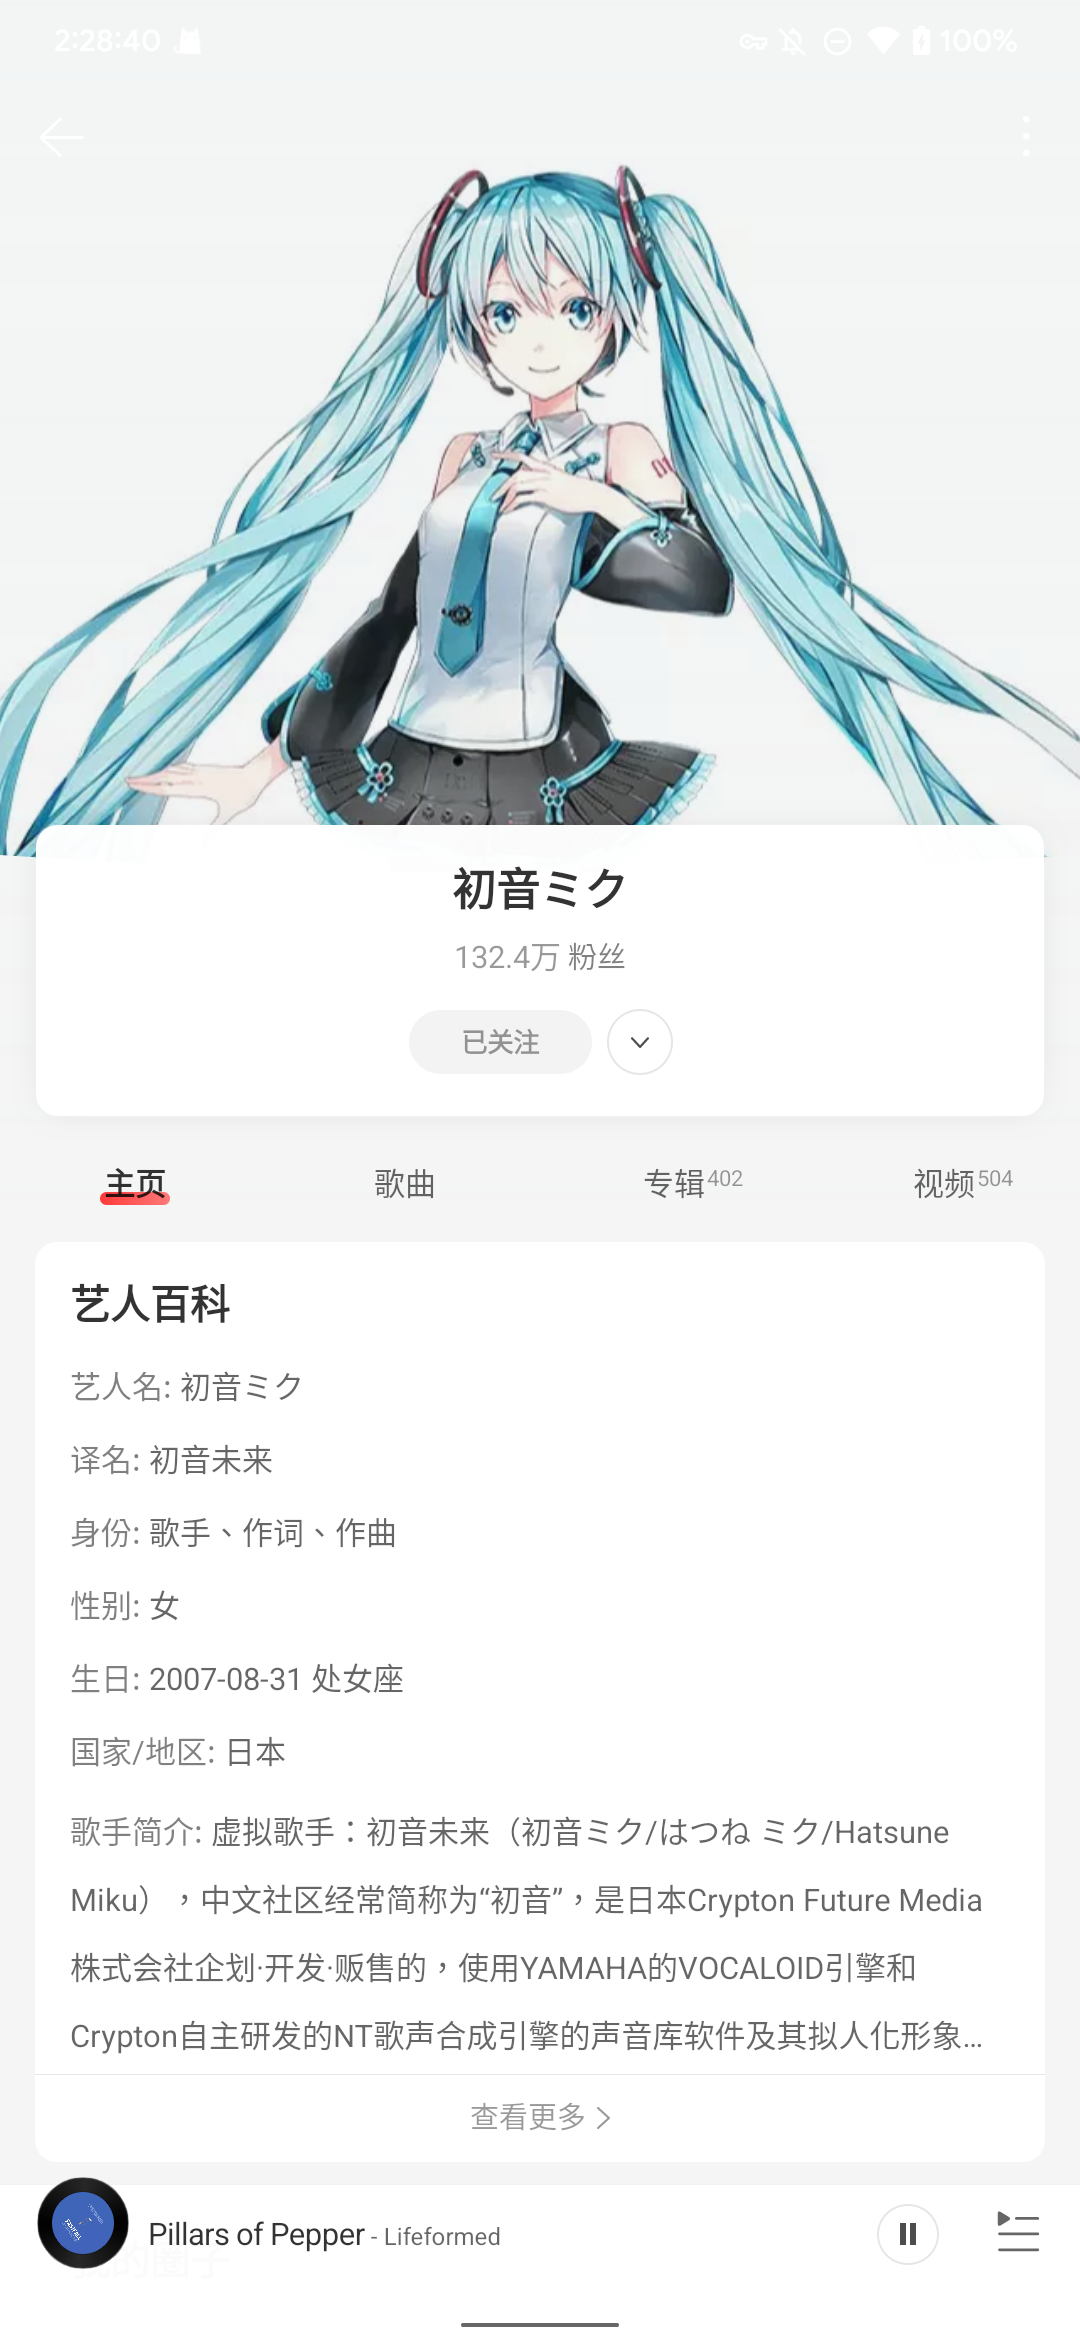 2:28:40 100%
01
初音ミク
132.4万 粉丝
已关注
主页 歌曲 专辑402 视频504
艺人百科
艺人名: 初音ミク
译名: 初音未来
身份: 歌手、作词、作曲
性别: 女
生日: 2007-08-31 处女座
国家/地区: 日本
歌手简介: 虚拟歌手：初音未来（初音ミク/はつね ミク/Hatsune
Miku），中文社区经常简称为“初音”，是日本Crypton Future Media
株式会社企划·开发·贩售的，使用YAMAHA的VOCALOID引擎和
Crypton自主研发的NT歌声合成引擎的声音库软件及其拟人化形象...
查看更多
Pillars of Pepper - Lifeformed